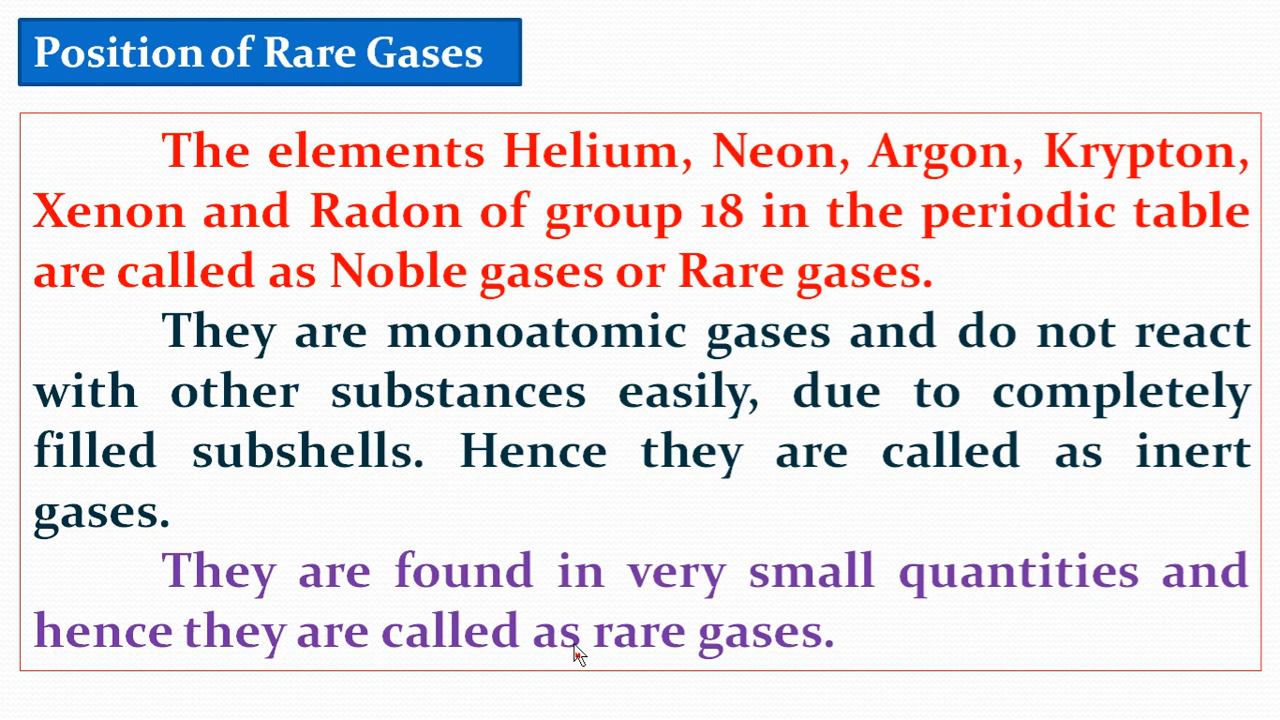 Position of Rare Gases
The elements Helium, Neon, Argon, Krypton,
Xenon and Radon of group 18 in the periodic table
are called as Noble gases or Rare gases.
They are monoatomic gases and do not react
with other substances easily, due to completely
filled subshells. Hence they are called as inert
gases.
They are found in very small quantities and
hence they are called as rare gases.